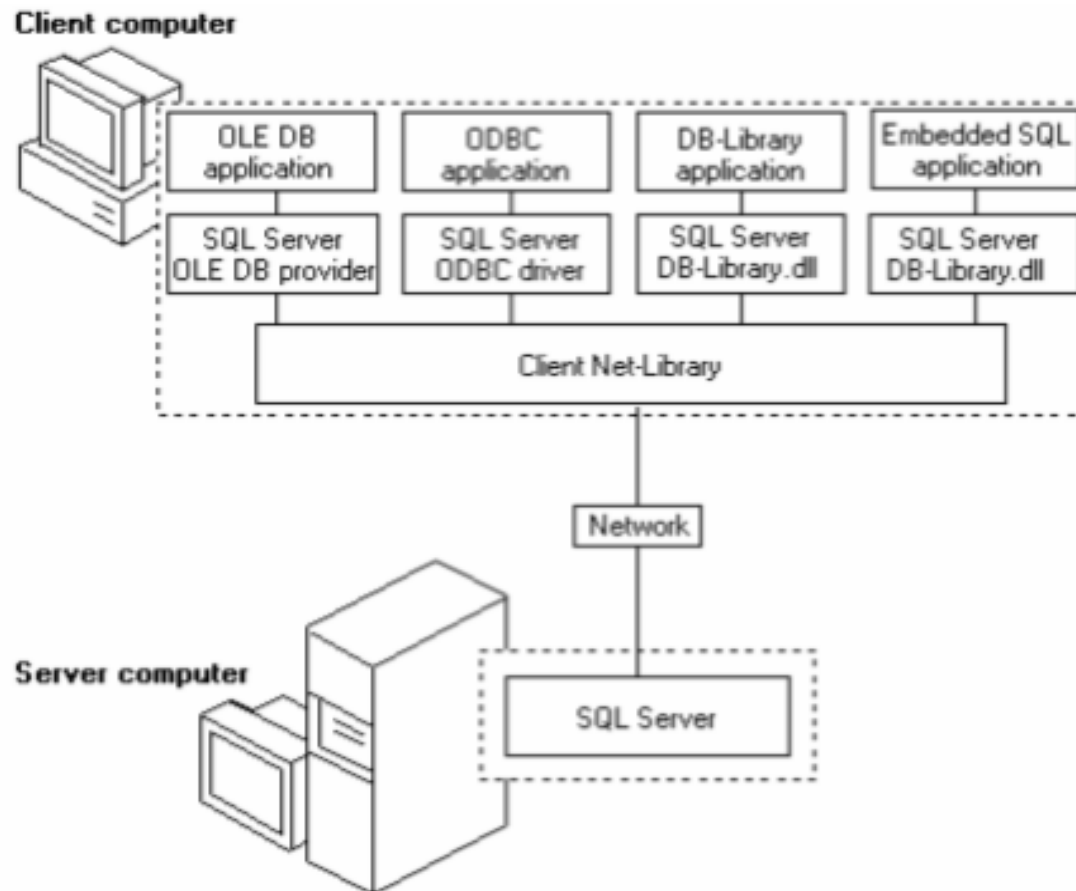 Client computer
OLE DB
application
ODBC
application
DB-Library
application
Embedded SQL
application
SQL Server
OLE DB provider
SQL Server
ODBC driver
SQL Server
DB-Library.dll
SQL Server
DB-Library.dll
Client Net-Library
Network
Server computer
SQL Server